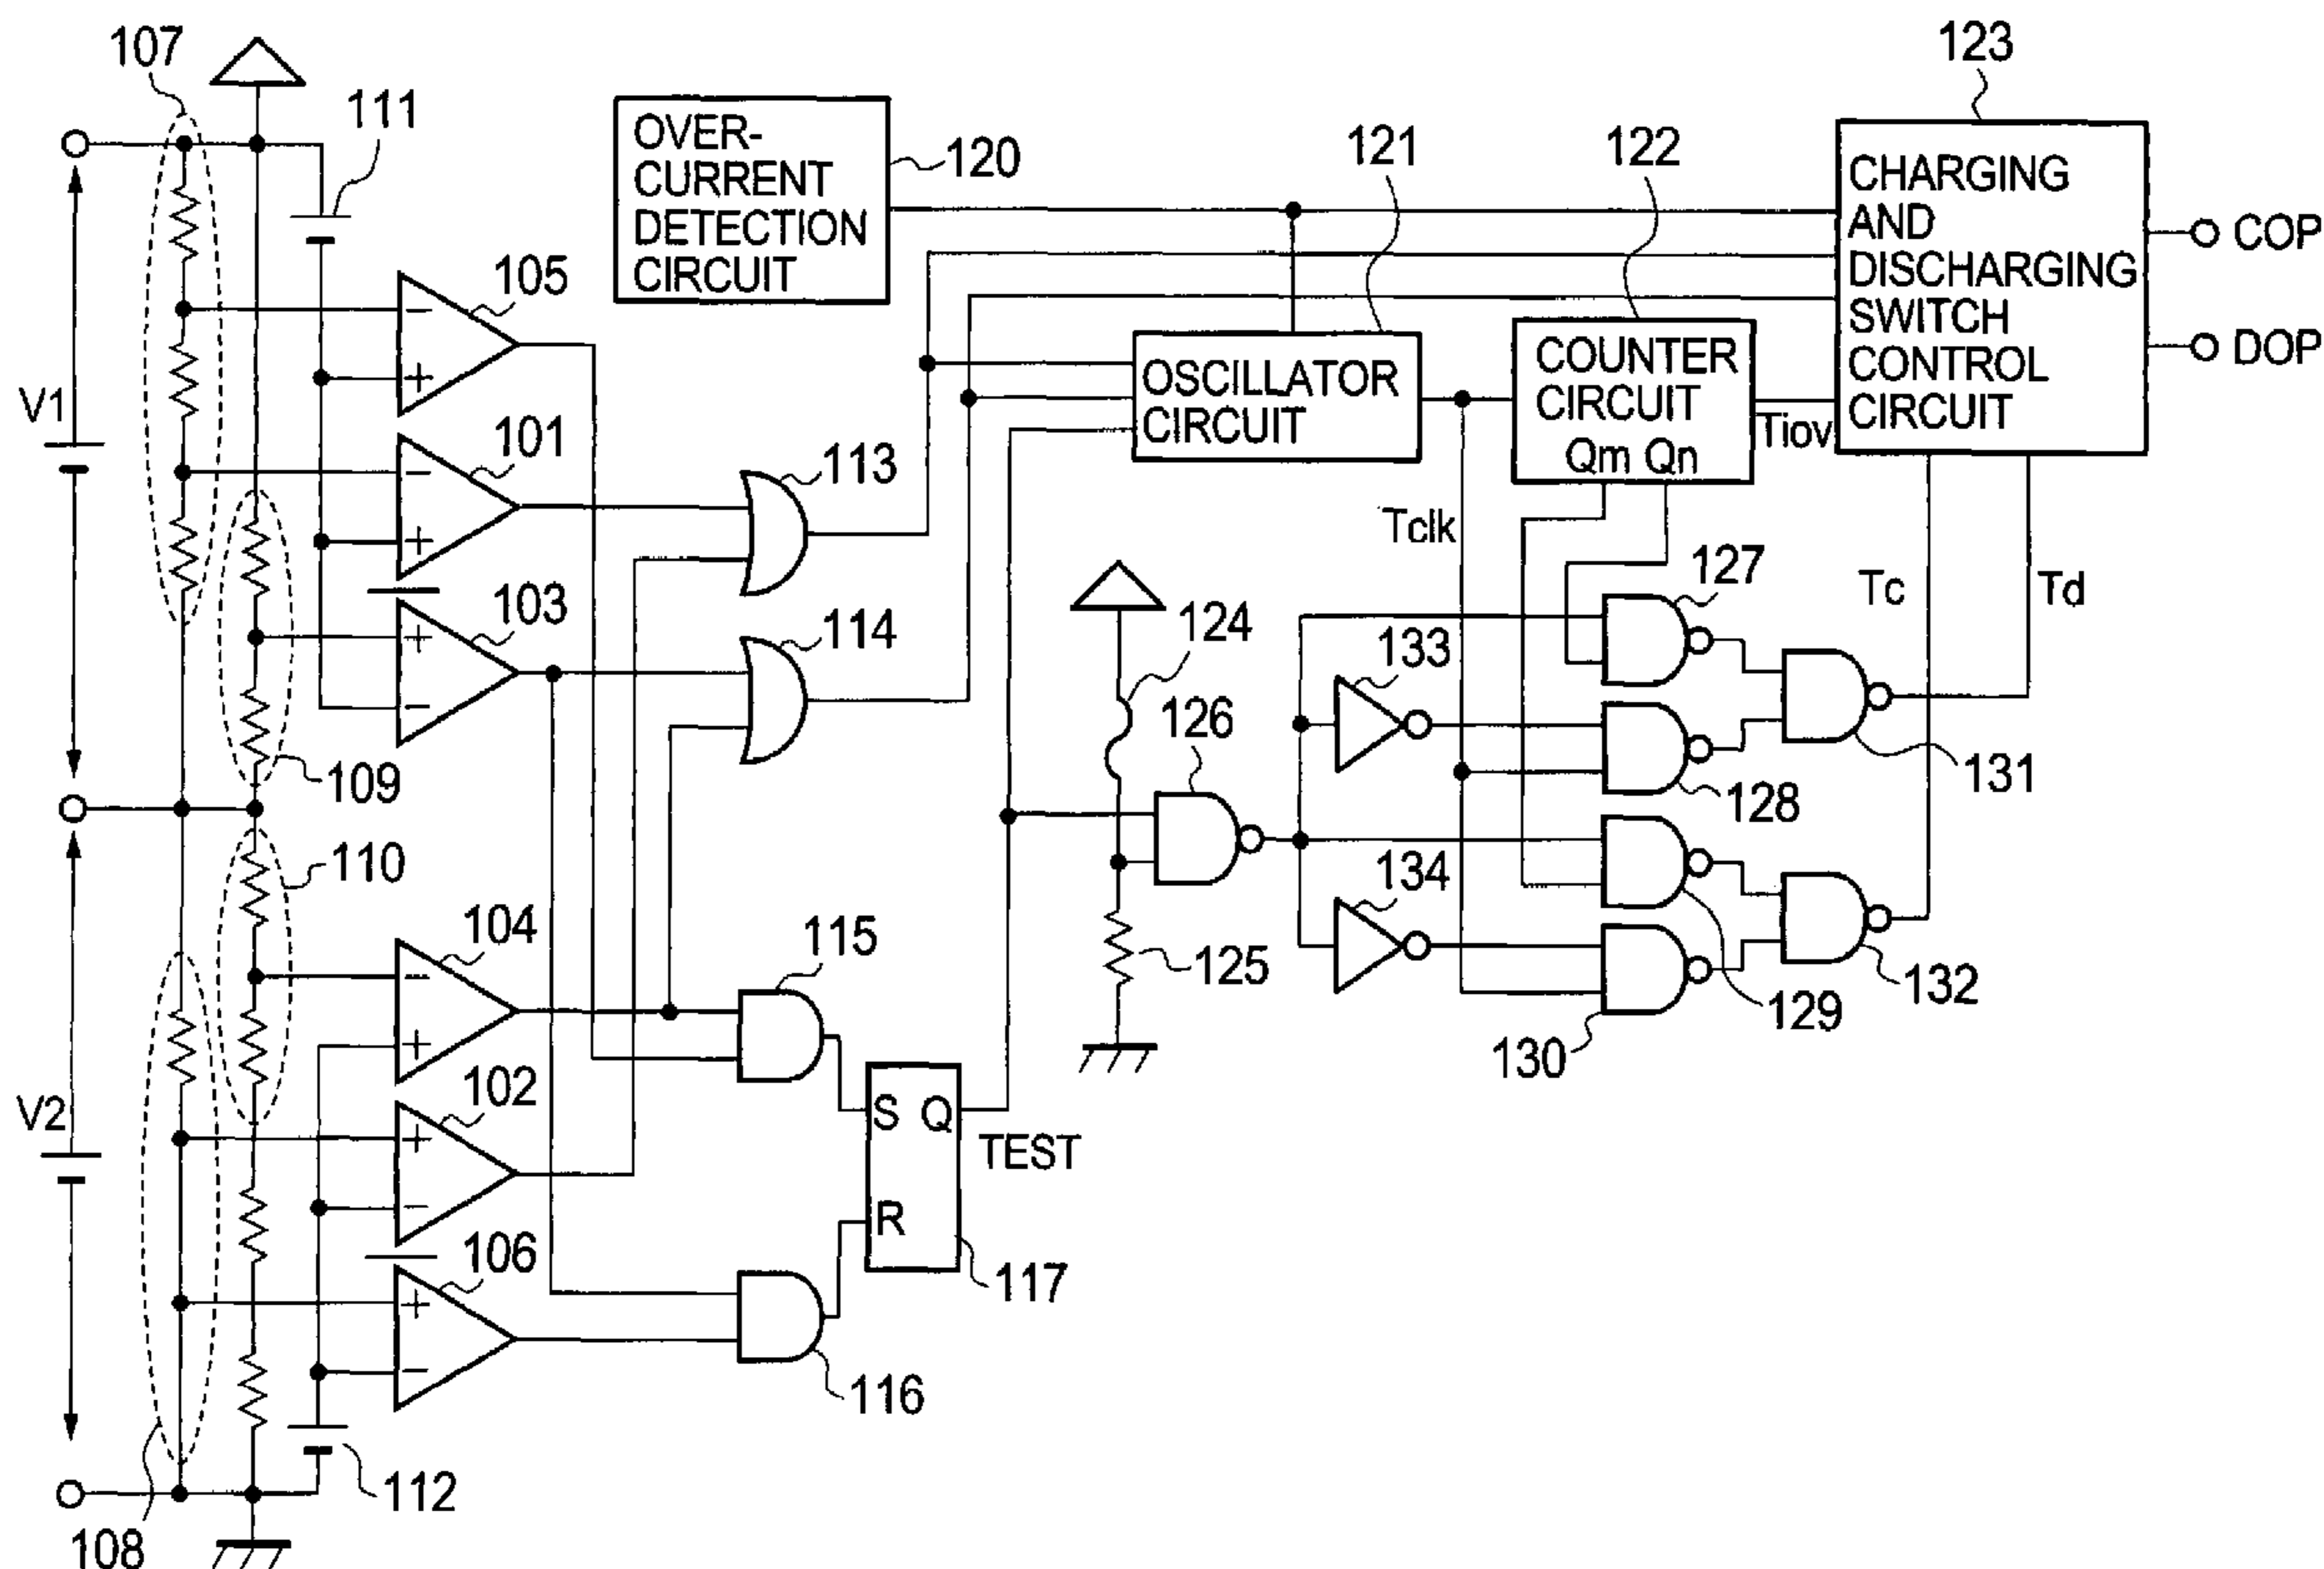 107
111
105
101
103
V1
109
110
104
102
106
V2
108
112
OVER-
CURRENT
DETECTION
CIRCUIT
120
113
114
115
116
S Q
R
TEST
117
121
OSCILLATOR
CIRCUIT
122
COUNTER
CIRCUIT
Qm Qn
Tiov
Tclk
123
CHARGING
AND
DISCHARGING
SWITCH
CONTROL
CIRCUIT
COP
DOP
Tc
Td
124
125
126
133
134
127
128
129
130
131
132
+
−